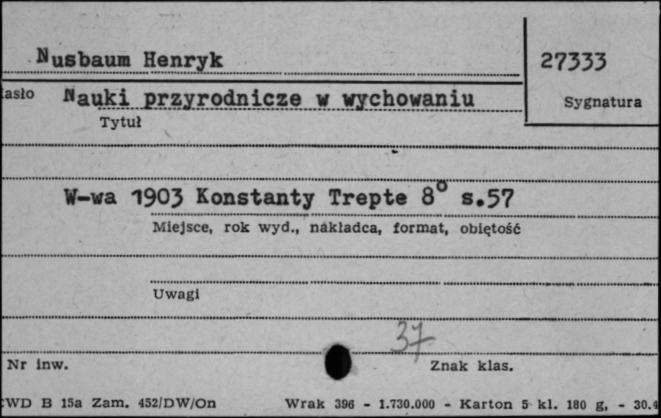 Nusbaum Henryk
27333
asło Nauki przyrodnicze w wychowaniu
Sygnatura
Tytuł
W-wa 1903 Konstanty Trepte 8° s.57
Miejsce, rok wyd., nakładca, format, objętość
Uwagi
37
Nr inw.
Znak klas.
CWD B 15a Zam. 452/DW/On Wrak 396 - 1.730.000 - Karton 5 kl. 180 g, - 30.4